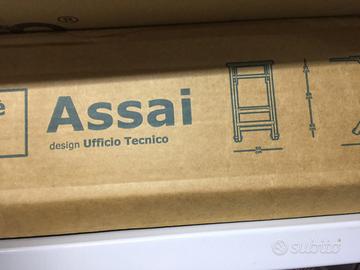 Assai
design Ufficio Tecnico
subito